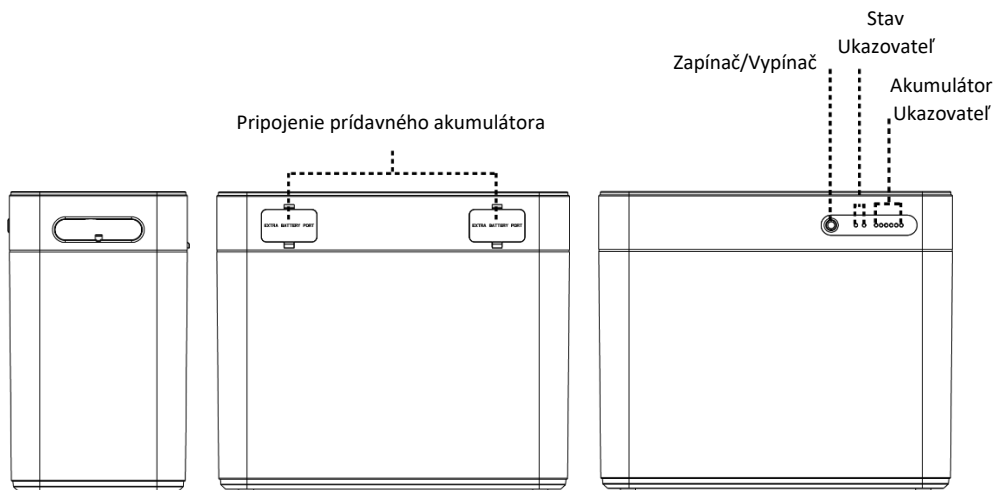 Stav
Ukazovateľ
Zapínač/Vypínač
Akumulátor
Ukazovateľ
Pripojenie prídavného akumulátora
EXTRA BATTERY PORT
EXTRA BATTERY PORT